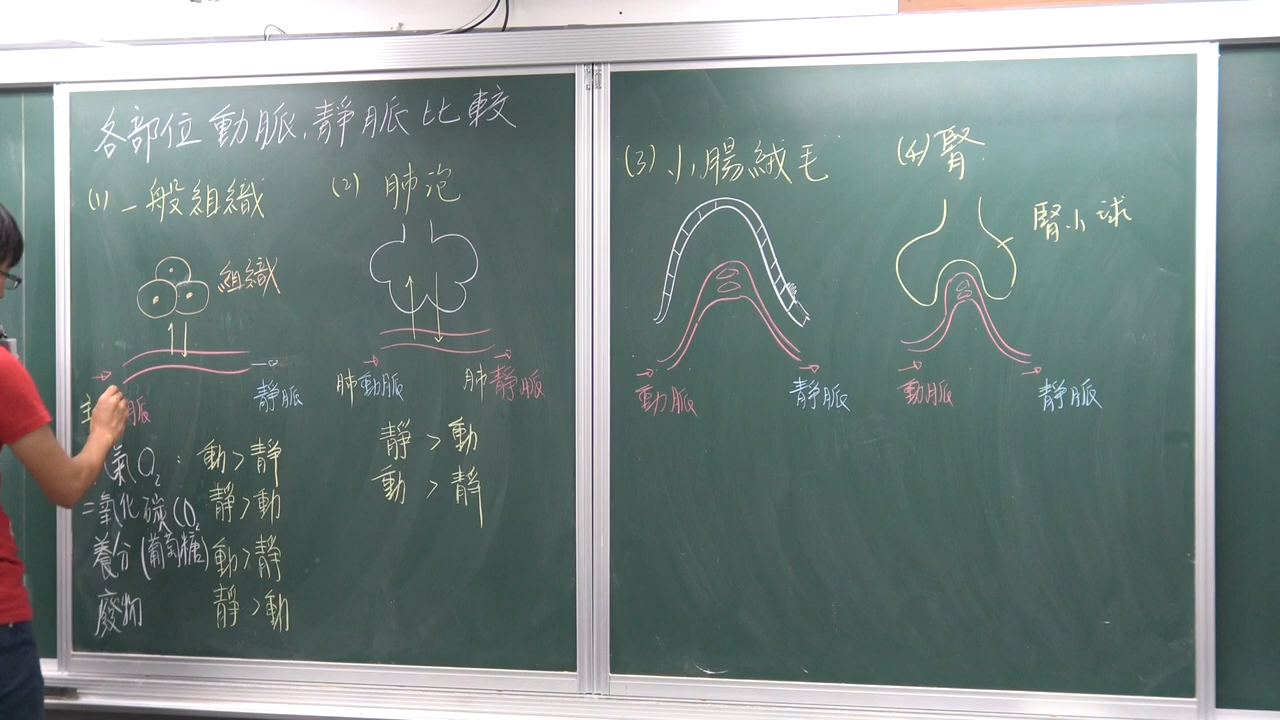 各部位動脈,靜脈比較
(1) 一般組織
組織
靜脈
脈
氧O2 : 動>靜
二氧化碳CO2 靜>動
養分(葡萄糖) 動>靜
廢物 靜>動
(2) 肺泡
肺動脈 肺靜脈
靜 > 動
動 > 靜
(3) 小腸絨毛
動脈 靜脈
(4) 腎
腎小球
動脈 靜脈